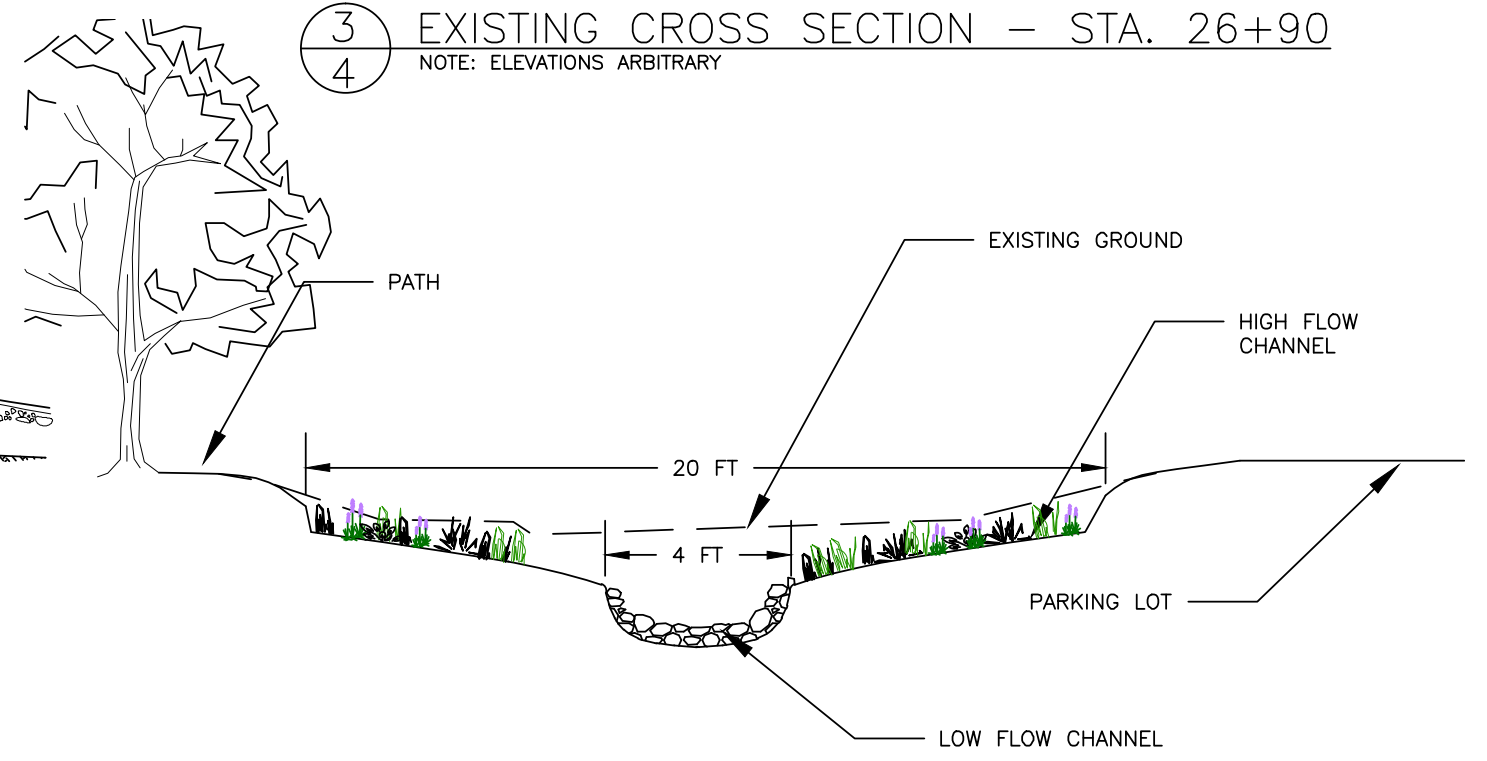 3
4
EXISTING CROSS SECTION – STA. 26+90
NOTE: ELEVATIONS ARBITRARY
EXISTING GROUND
PATH
HIGH FLOW
CHANNEL
20 FT
4 FT
PARKING LOT
LOW FLOW CHANNEL